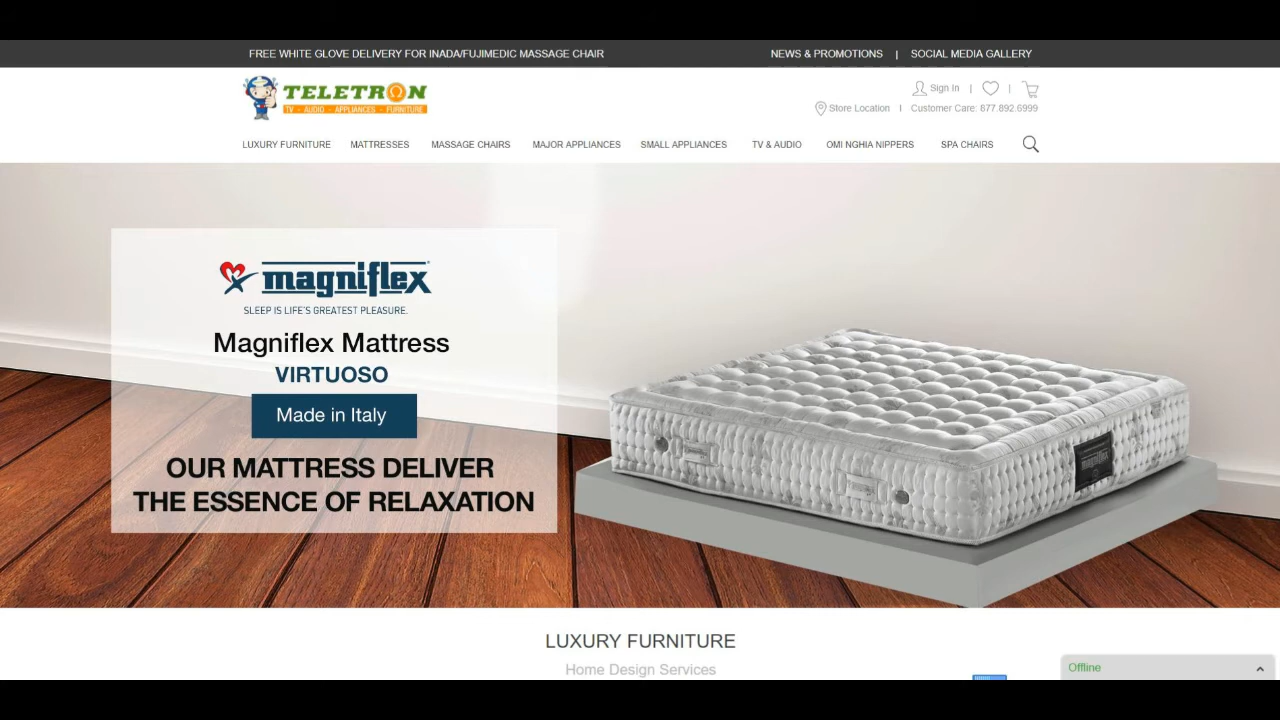 FREE WHITE GLOVE DELIVERY FOR INADA/FUJIMEDIC MASSAGE CHAIR
NEWS & PROMOTIONS | SOCIAL MEDIA GALLERY
TELETRON
TV - AUDIO - APPLIANCES - FURNITURE
Sign In | |
Store Location | Customer Care: 877.892.6999
LUXURY FURNITURE MATTRESSES MASSAGE CHAIRS MAJOR APPLIANCES SMALL APPLIANCES TV & AUDIO OMI NGHIA NIPPERS SPA CHAIRS
magniflex
SLEEP IS LIFE'S GREATEST PLEASURE.
Magniflex Mattress
VIRTUOSO
Made in Italy
OUR MATTRESS DELIVER
THE ESSENCE OF RELAXATION
magniflex
LUXURY FURNITURE
Home Design Services
Offline